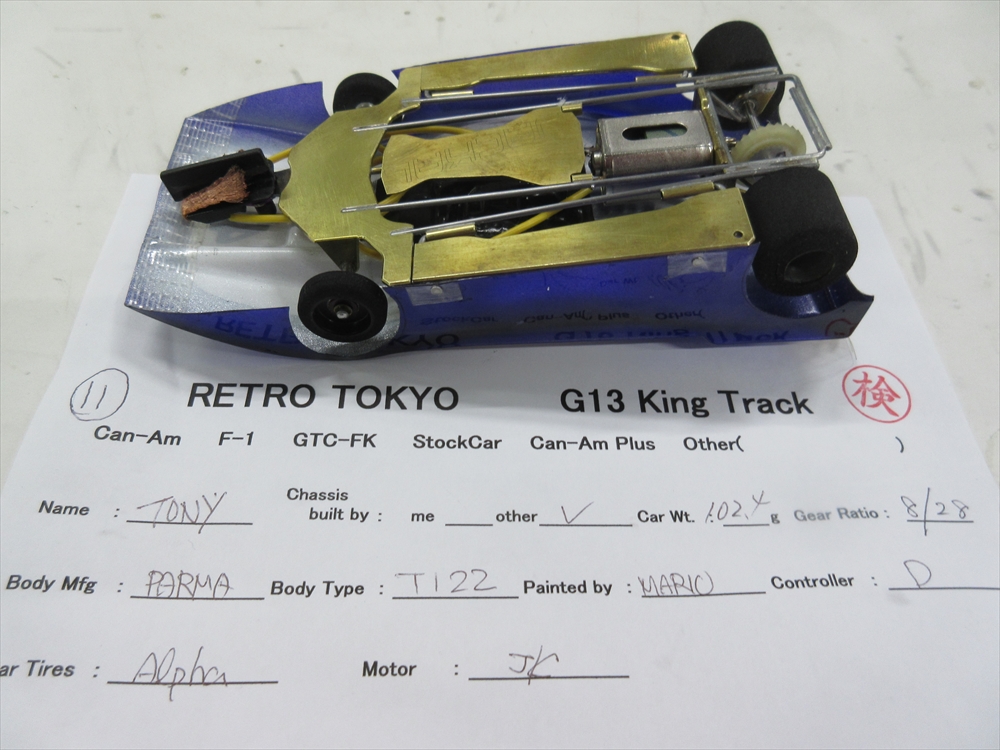 11 RETRO TOKYO G13 King Track 検
Can-Am F-1 GTC-FK StockCar Can-Am Plus Other( )
Name : TONY Chassis built by : me other ✓ Car Wt. 102.4 g Gear Ratio : 8/28
Body Mfg : PARMA Body Type : T122 Painted by : MARIO Controller : D
ar Tires : Alpha Motor : JK